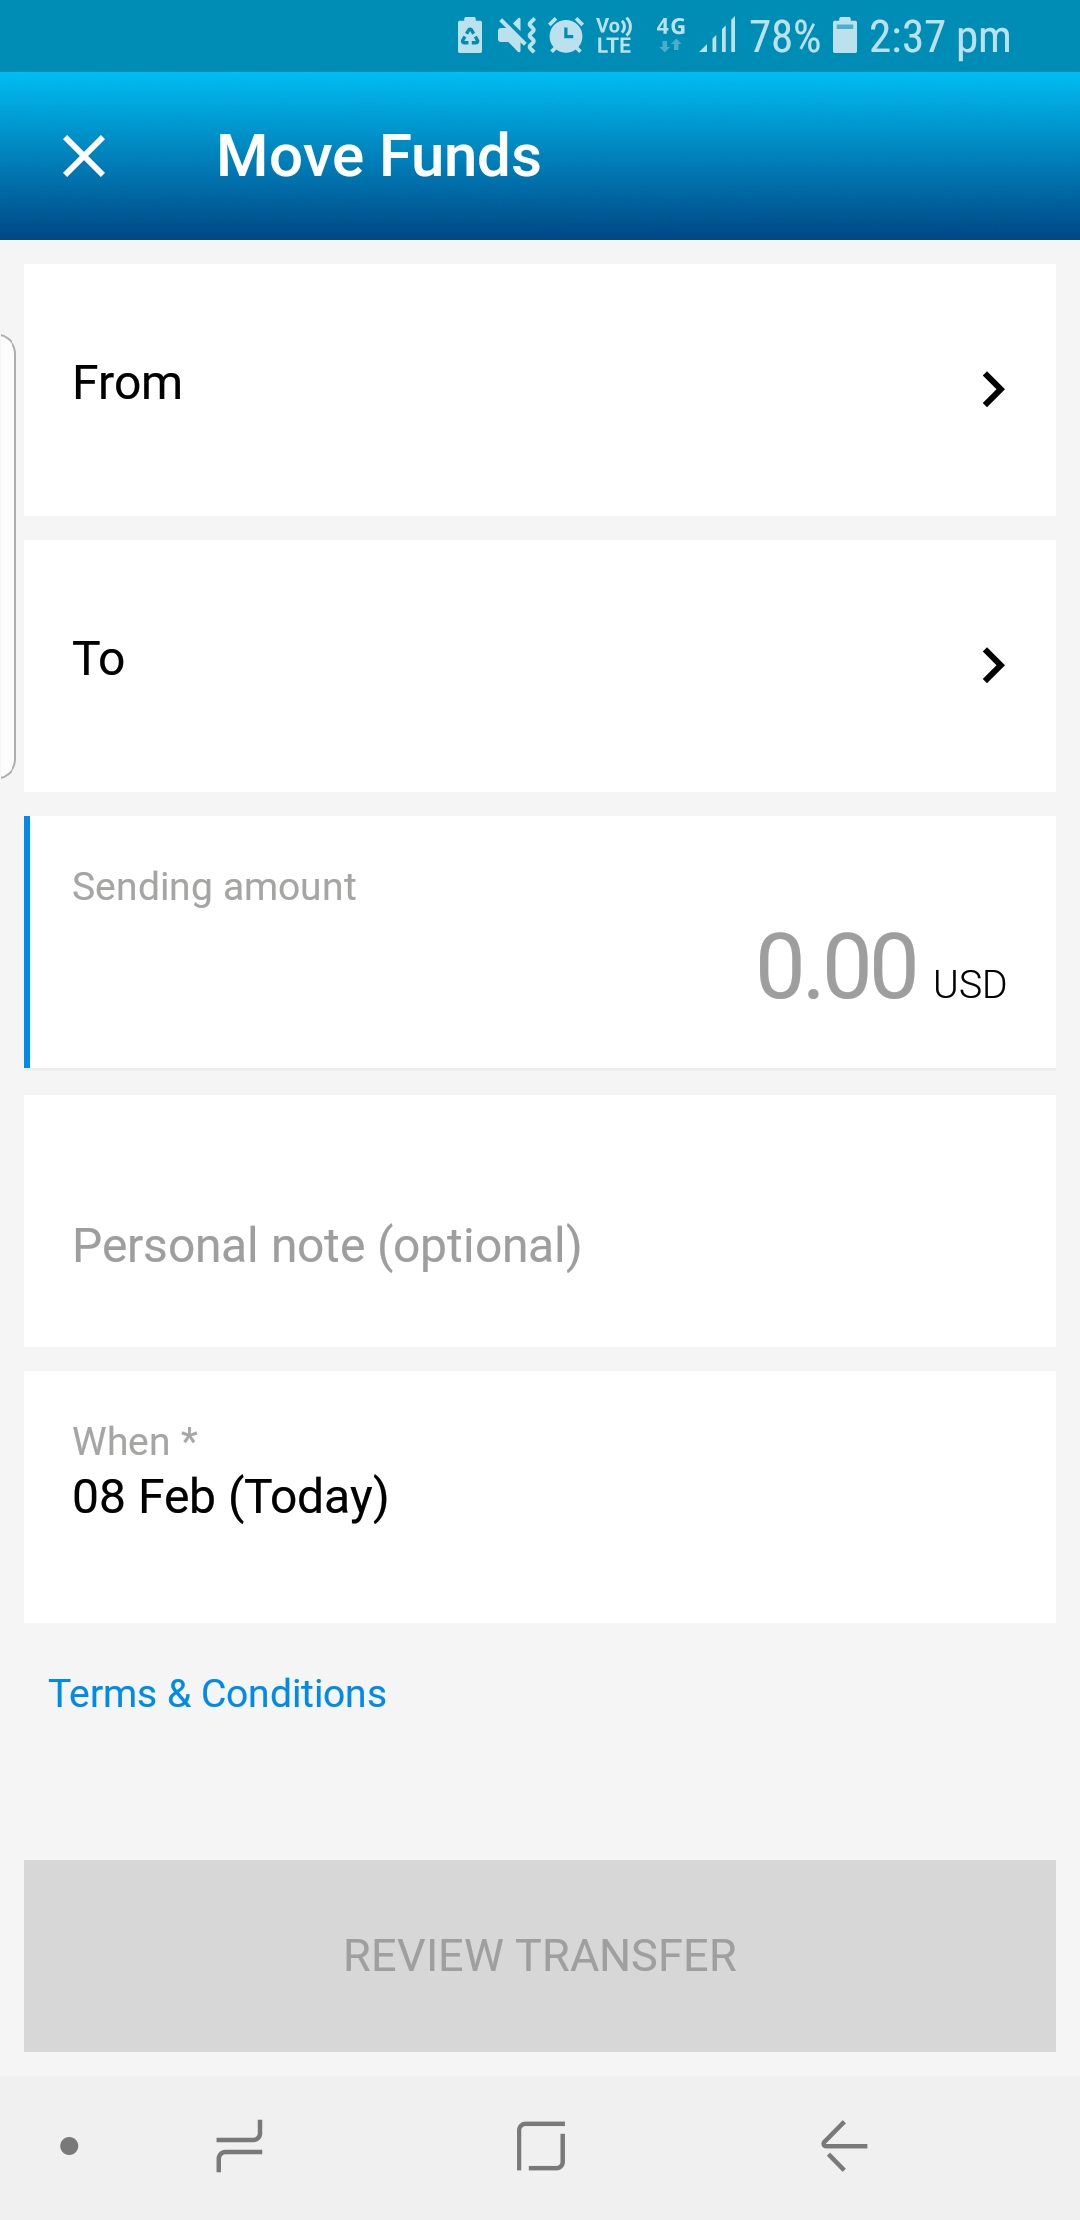 Vo)) LTE 4G 78% 2:37 pm
Move Funds
From
To
Sending amount
0.00 USD
Personal note (optional)
When *
08 Feb (Today)
Terms & Conditions
REVIEW TRANSFER